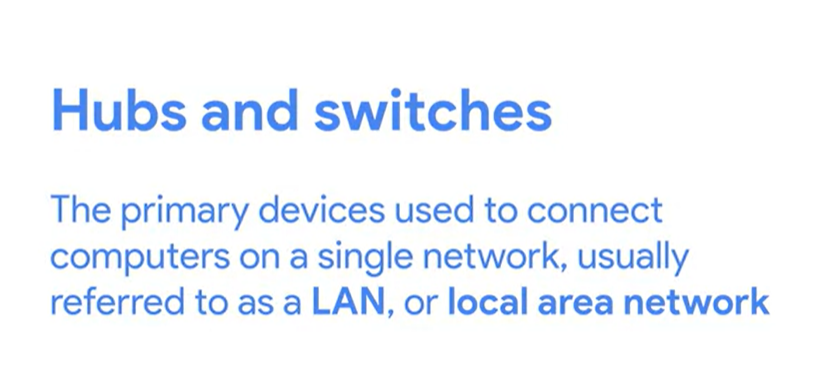 Hubs and switches
The primary devices used to connect
computers on a single network, usually
referred to as a LAN, or local area network